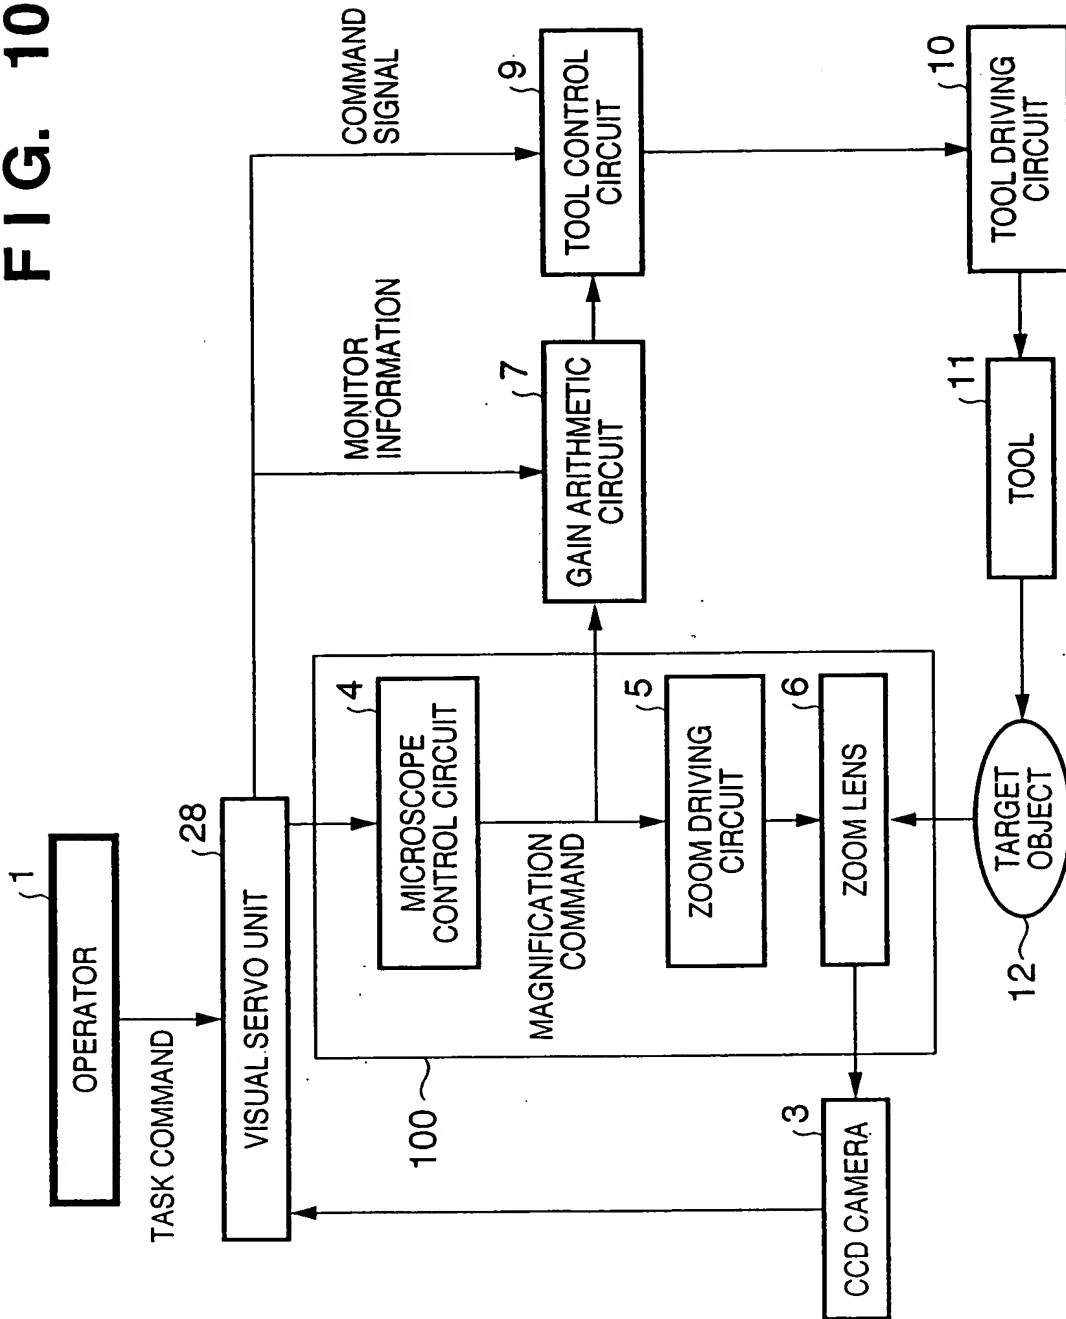 FIG. 10
1
OPERATOR
TASK COMMAND
28
VISUAL SERVO UNIT
MONITOR
INFORMATION
COMMAND
SIGNAL
100
4
MICROSCOPE
CONTROL CIRCUIT
MAGNIFICATION
COMMAND
7
GAIN ARITHMETIC
CIRCUIT
9
TOOL CONTROL
CIRCUIT
5
ZOOM DRIVING
CIRCUIT
3
CCD CAMERA
6
ZOOM LENS
12
TARGET
OBJECT
11
TOOL
10
TOOL DRIVING
CIRCUIT